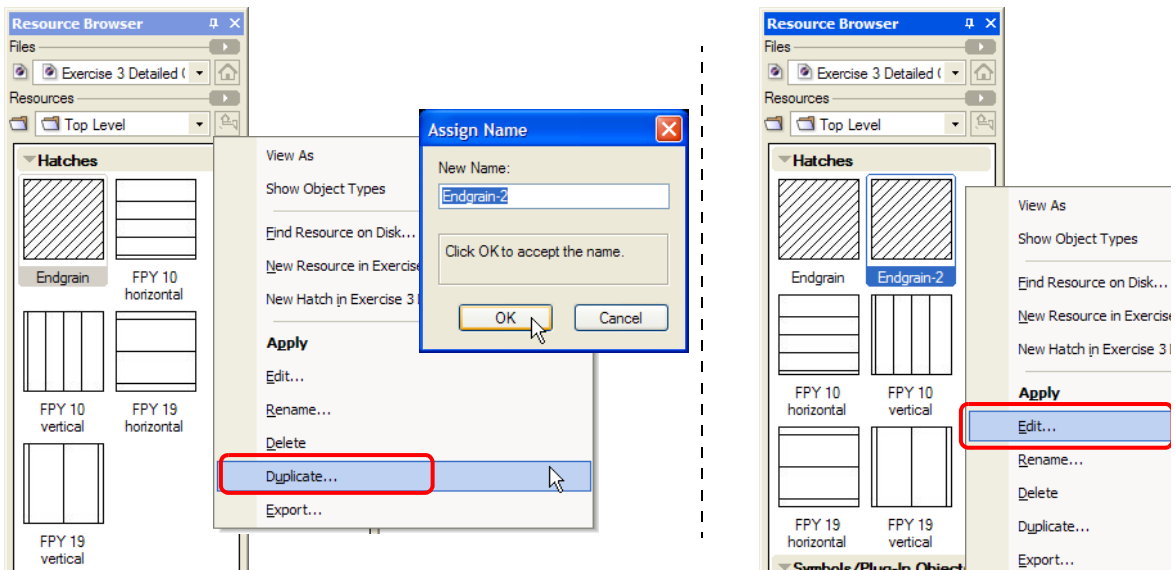 Resource Browser
Files
Exercise 3 Detailed (
Resources
Top Level
Hatches
Endgrain
FPY 10
horizontal
FPY 10
vertical
FPY 19
horizontal
FPY 19
vertical
View As
Show Object Types
Find Resource on Disk...
New Resource in Exercise
New Hatch in Exercise 3
Apply
Edit...
Rename...
Delete
Duplicate...
Export...
Assign Name
New Name:
Endgrain-2
Click OK to accept the name.
OK
Cancel
Resource Browser
Files
Exercise 3 Detailed (
Resources
Top Level
Hatches
Endgrain
Endgrain-2
FPY 10
horizontal
FPY 10
vertical
FPY 19
horizontal
FPY 19
vertical
Symbols/Plug-In Object
View As
Show Object Types
Find Resource on Disk...
New Resource in Exercise
New Hatch in Exercise 3
Apply
Edit...
Rename...
Delete
Duplicate...
Export...